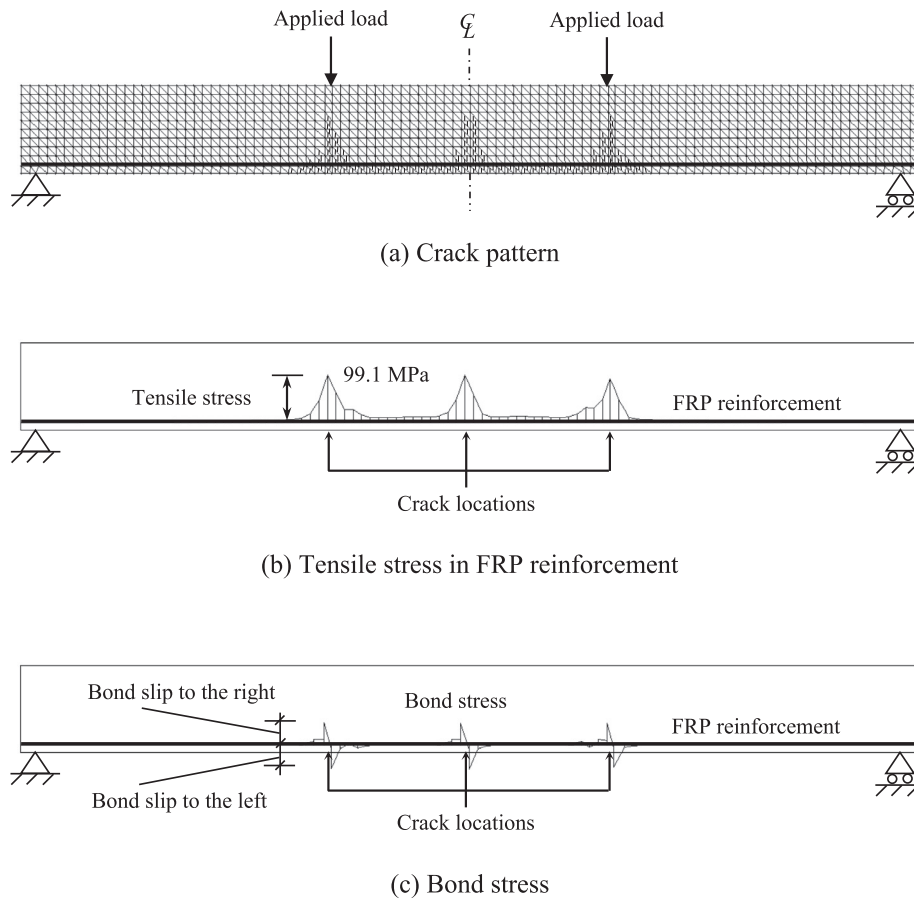 Applied load
℄
Applied load
(a) Crack pattern
99.1 MPa
Tensile stress
FRP reinforcement
Crack locations
(b) Tensile stress in FRP reinforcement
Bond slip to the right
Bond stress
FRP reinforcement
Bond slip to the left
Crack locations
(c) Bond stress